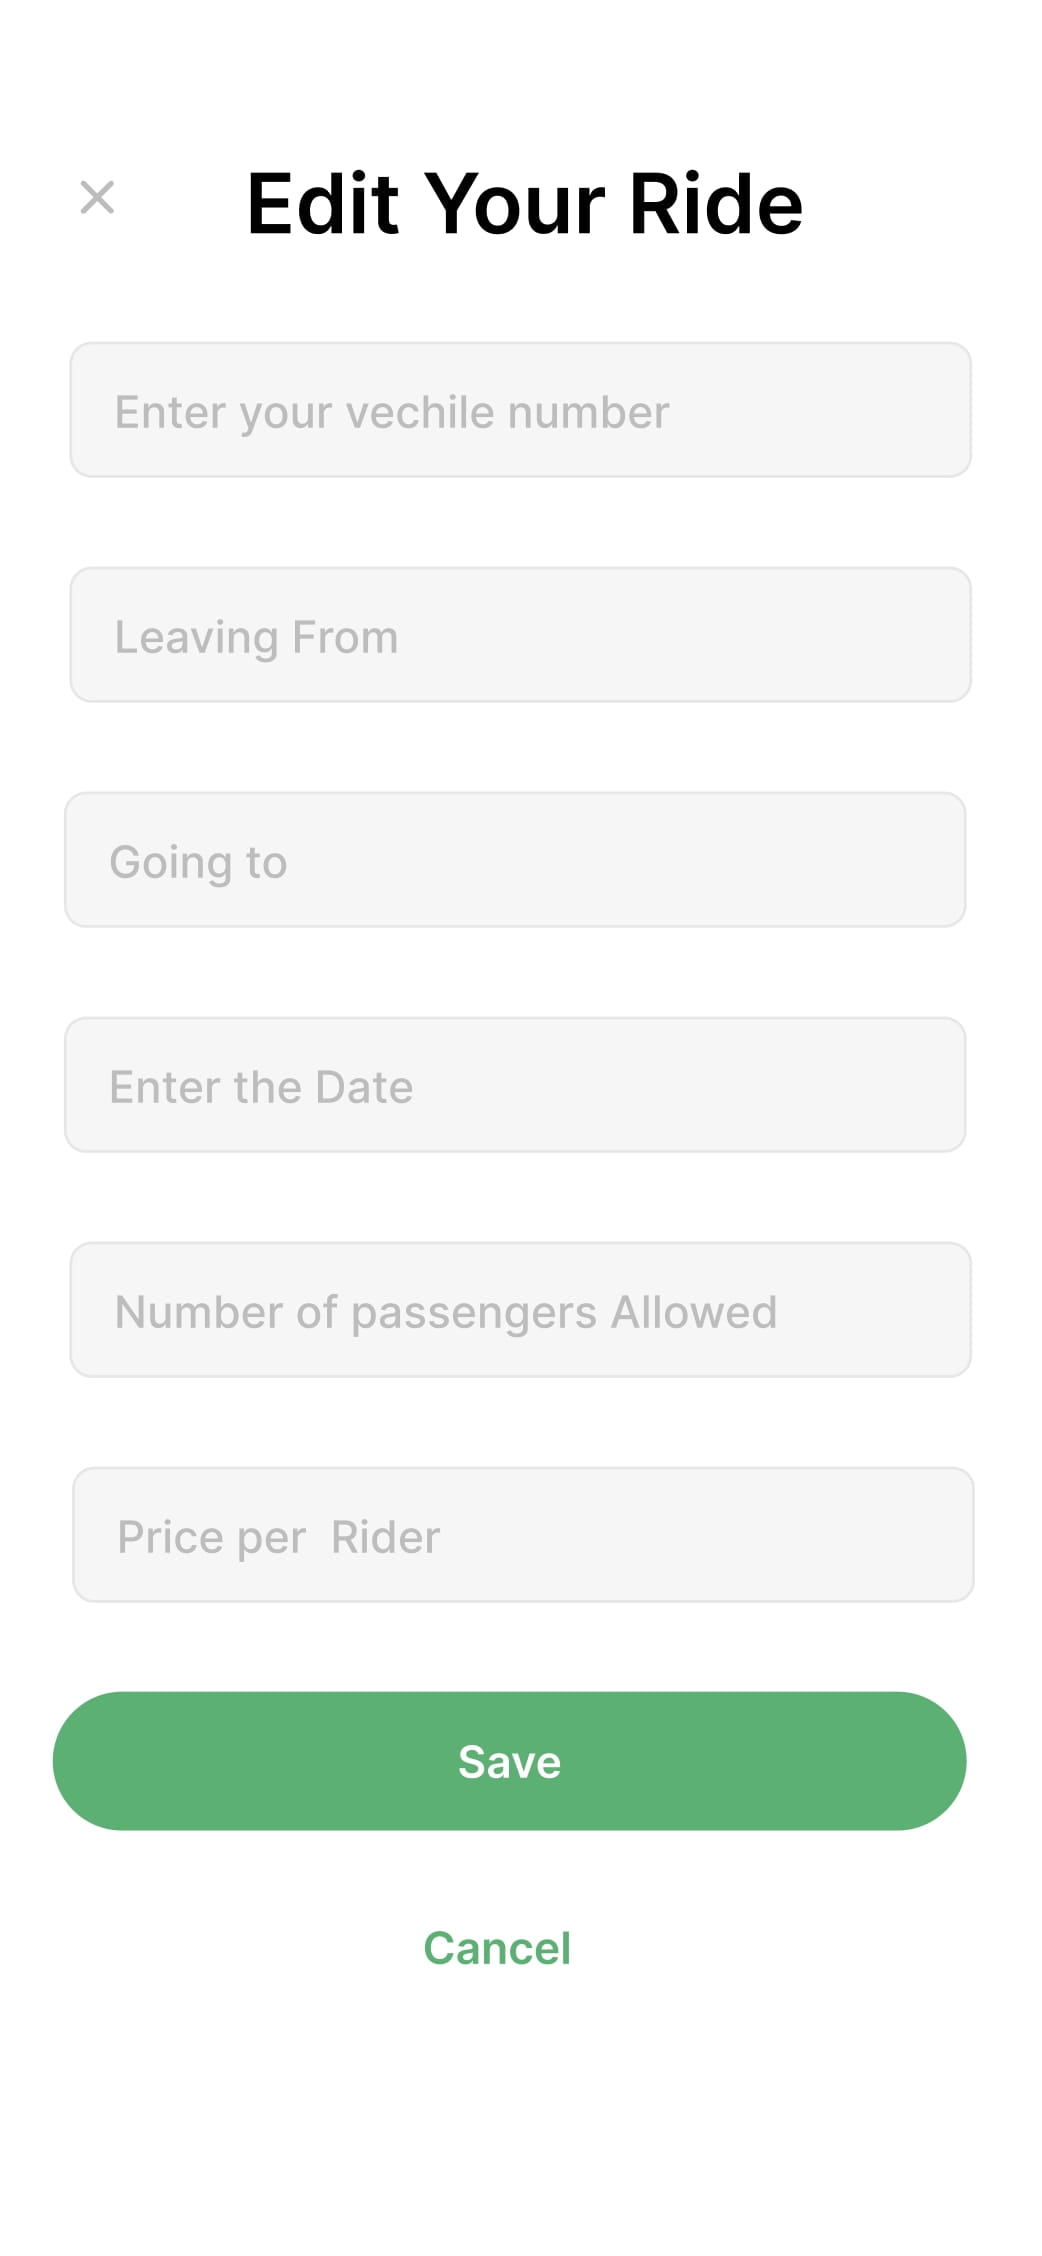 Edit Your Ride
Enter your vechile number
Leaving From
Going to
Enter the Date
Number of passengers Allowed
Price per  Rider
Save
Cancel